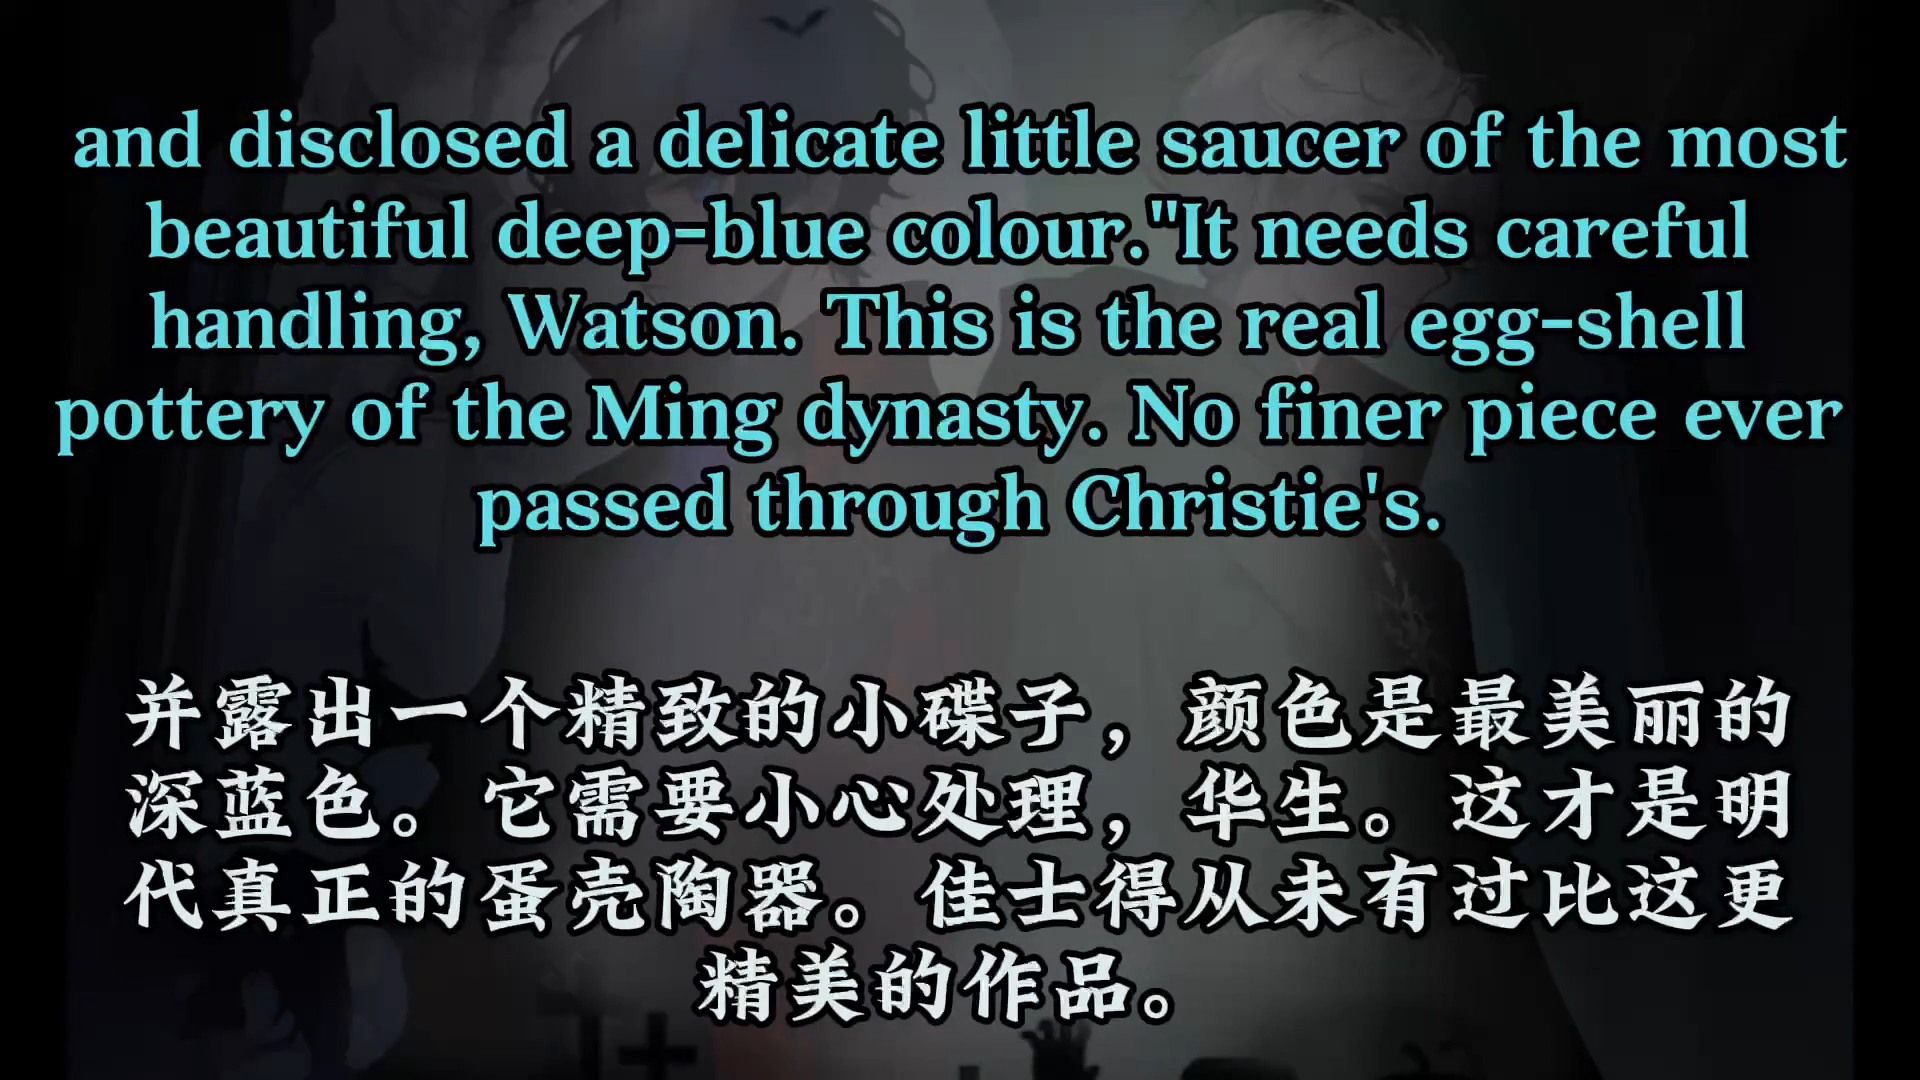 and disclosed a delicate little saucer of the most
beautiful deep-blue colour."It needs careful
handling, Watson. This is the real egg-shell
pottery of the Ming dynasty. No finer piece ever
passed through Christie's.
并露出一个精致的小碟子，颜色是最美丽的
深蓝色。它需要小心处理，华生。这才是明
代真正的蛋壳陶器。佳士得从未有过比这更
精美的作品。